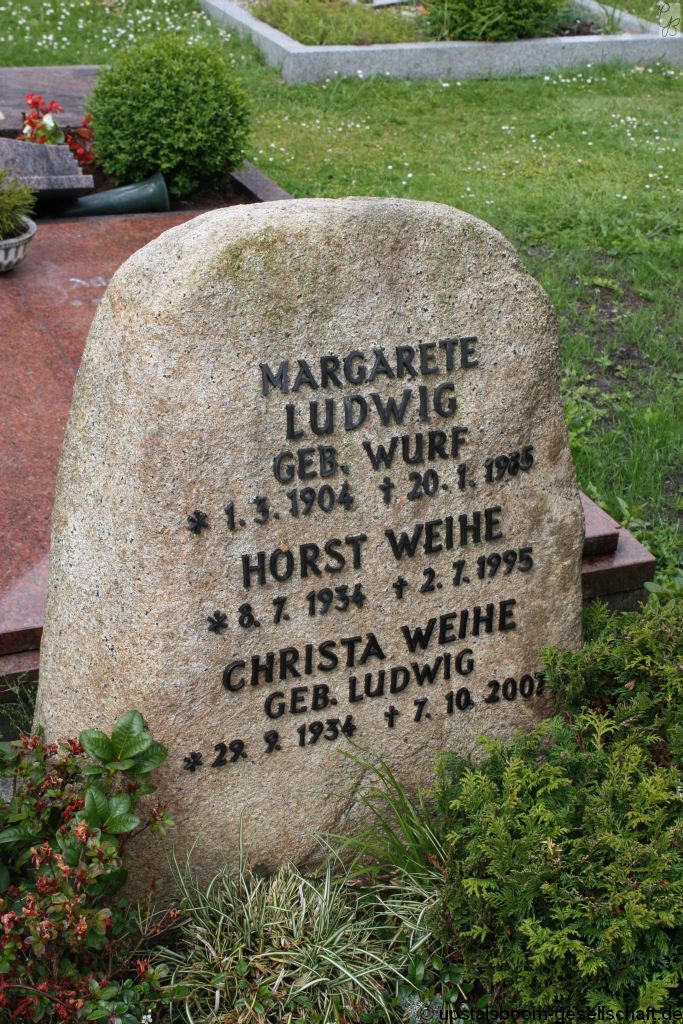 MARGARETE
LUDWIG
GEB. WURF
* 1. 3. 1904 † 20. 1. 1985
HORST WEIHE
* 8. 7. 1934 † 2. 7. 1995
CHRISTA WEIHE
GEB. LUDWIG
* 29. 9. 1934 † 7. 10. 2007
© upstalsboom-gesellschaft.de